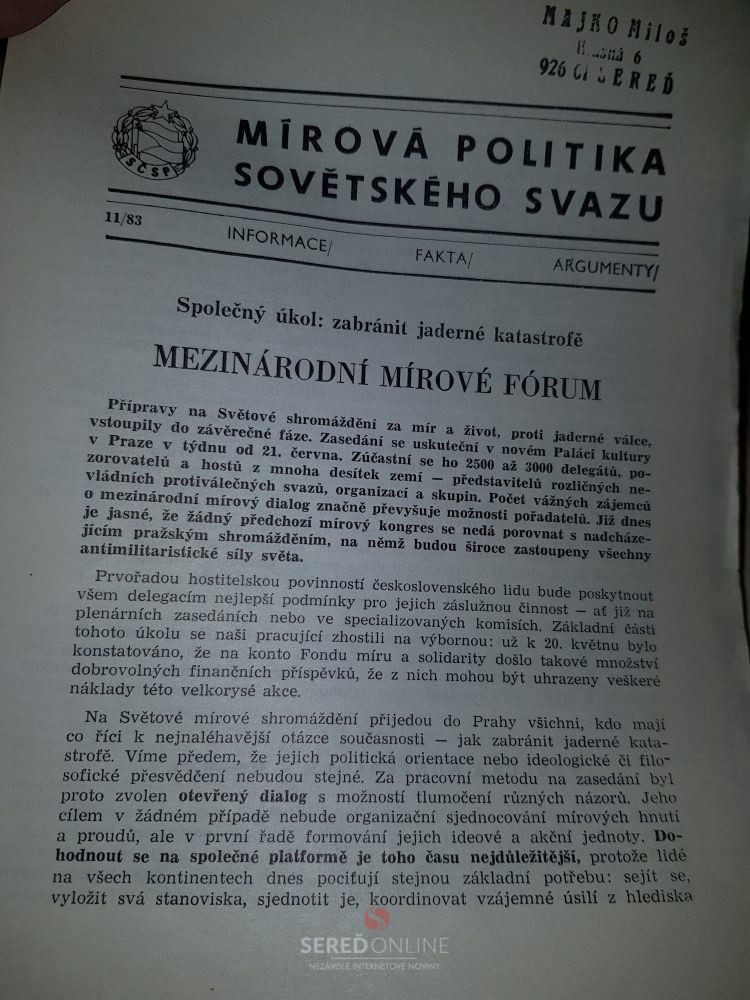 MAJKO Miloš
6
926 01 SEREĎ
SČSP
MÍROVÁ POLITIKA
SOVĚTSKÉHO SVAZU
11/83 INFORMACE/ FAKTA/ ARGUMENTY/
Společný úkol: zabránit jaderné katastrofě
MEZINÁRODNÍ MÍROVÉ FÓRUM
Přípravy na Světové shromáždění za mír a život, proti jaderné válce,
vstoupily do závěrečné fáze. Zasedání se uskuteční v novém Paláci kultury
v Praze v týdnu od 21. června. Zúčastní se ho 2500 až 3000 delegátů, po-
zorovatelů a hostů z mnoha desítek zemí — představitelů rozličných ne-
vládních protiválečných svazů, organizací a skupin. Počet vážných zájemců
o mezinárodní mírový dialog značně převyšuje možnosti pořadatelů. Již dnes
je jasné, že žádný předchozí mírový kongres se nedá porovnat s nadcháze-
jícím pražským shromážděním, na němž budou široce zastoupeny všechny
antimilitaristické síly světa.
Prvořadou hostitelskou povinností československého lidu bude poskytnout
všem delegacím nejlepší podmínky pro jejich záslužnou činnost — ať již na
plenárních zasedáních nebo ve specializovaných komisích. Základní části
tohoto úkolu se naši pracující zhostili na výbornou: už k 20. květnu bylo
konstatováno, že na konto Fondu míru a solidarity došlo takové množství
dobrovolných finančních příspěvků, že z nich mohou být uhrazeny veškeré
náklady této velkorysé akce.
Na Světové mírové shromáždění přijedou do Prahy všichni, kdo mají
co říci k nejnaléhavější otázce současnosti — jak zabránit jaderné kata-
strofě. Víme předem, že jejich politická orientace nebo ideologické či filo-
sofické přesvědčení nebudou stejné. Za pracovní metodu na zasedání byl
proto zvolen otevřený dialog s možností tlumočení různých názorů. Jeho
cílem v žádném případě nebude organizační sjednocování mírových hnutí
a proudů, ale v první řadě formování jejich ideové a akční jednoty. Do-
hodnout se na společné platformě je toho času nejdůležitější, protože lidé
na všech kontinentech dnes pociťují stejnou základní potřebu: sejít se,
vyložit svá stanoviska, sjednotit je, koordinovat vzájemné úsilí z hlediska
SEREĎONLINE
NEZÁVISLÉ INTERNETOVÉ NOVINY